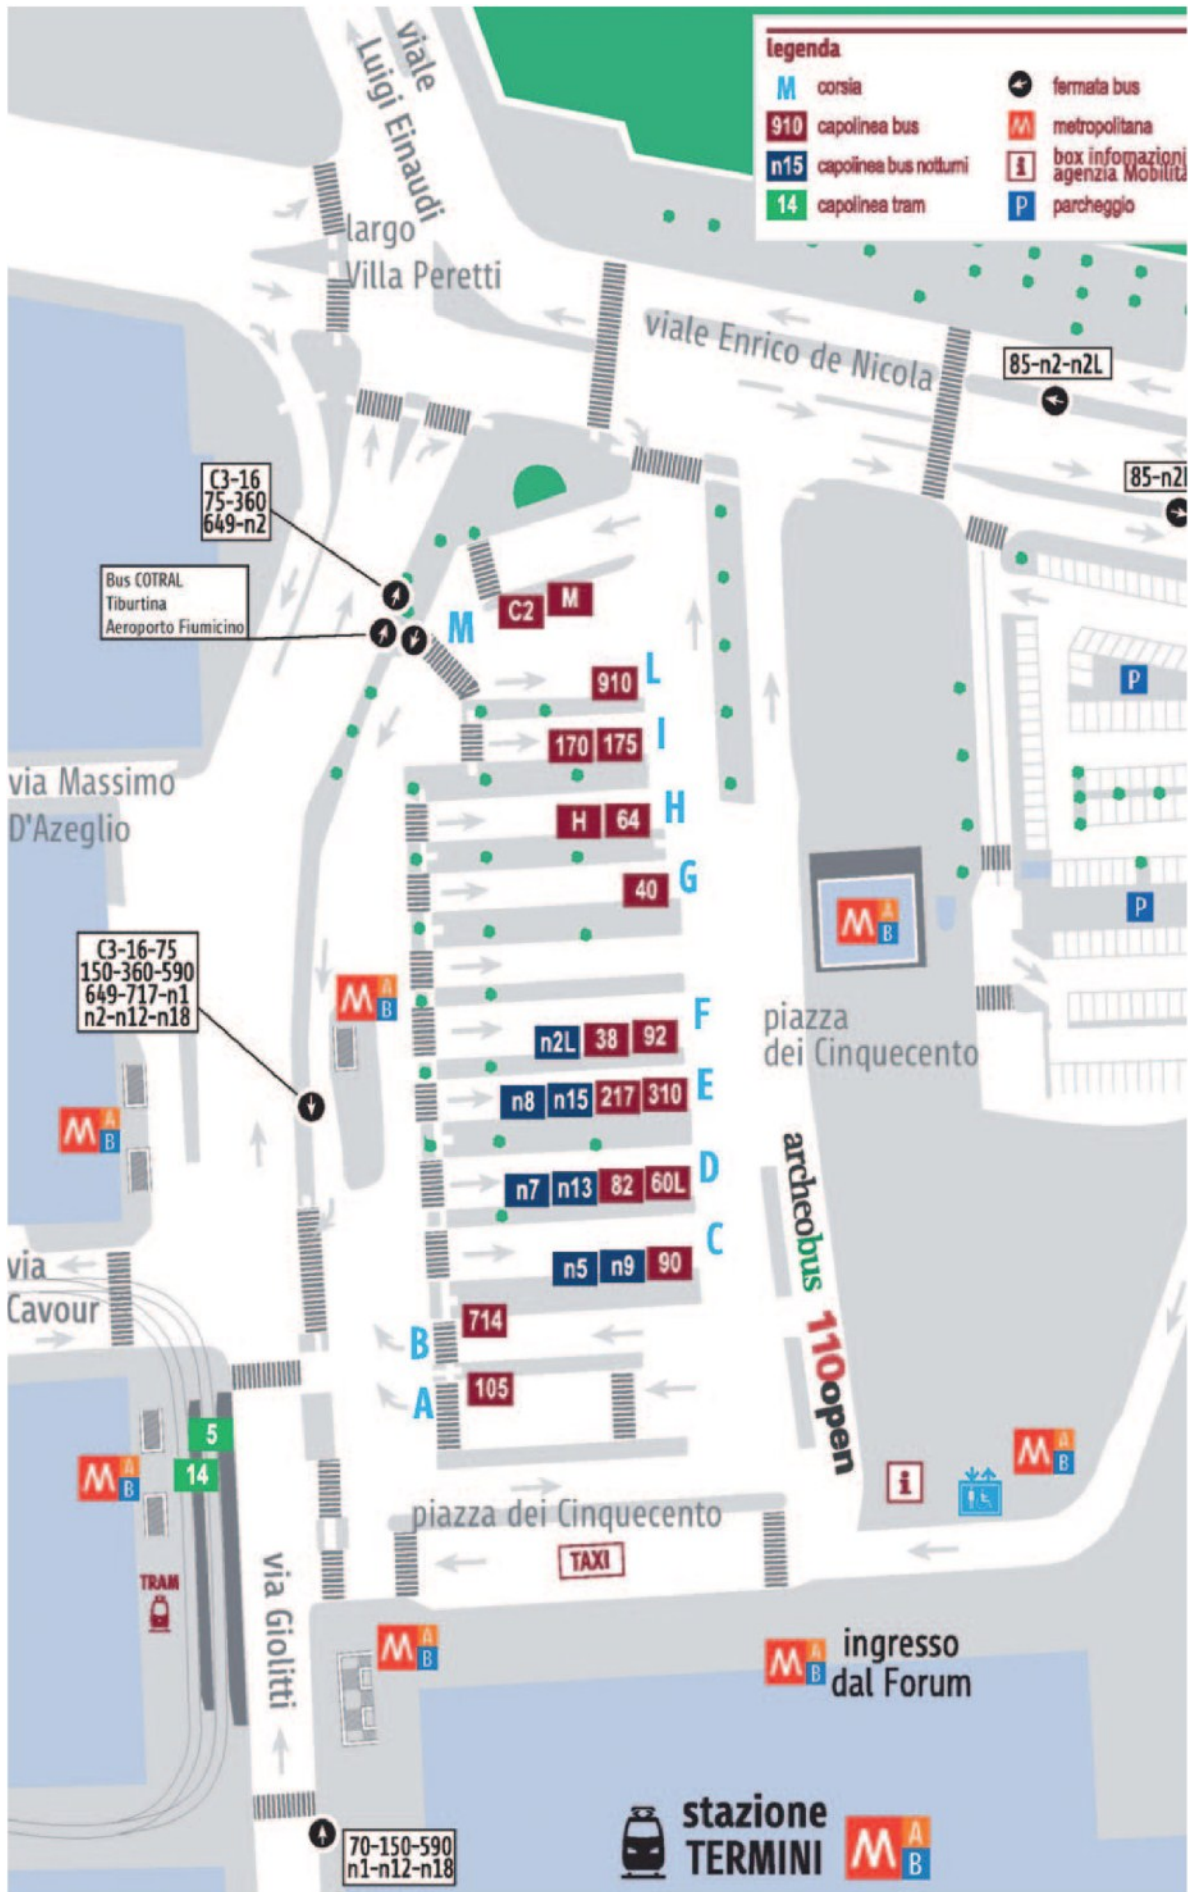 viale
Luigi Einaudi
legenda
M corsia
fermata bus
910 capolinea bus
M metropolitana
n15 capolinea bus notturni
i box infomazioni
agenzia Mobilità
14 capolinea tram
P parcheggio
largo
Villa Peretti
viale Enrico de Nicola
85-n2-n2L
85-n2l
C3-16
75-360
649-n2
Bus COTRAL
Tiburtina
Aeroporto Fiumicino
C2 M
M
910 L
170 175 I
via Massimo
D'Azeglio
H 64 H
40 G
P
P
M A B
C3-16-75
150-360-590
649-717-n1
n2-n12-n18
M A B
n2L 38 92 F
piazza
dei Cinquecento
n8 n15 217 310 E
M A B
n7 n13 82 60L D
archeobus
n5 n9 90 C
via
Cavour
714
B
105
A
110open
5
14
M A B
M A B
i
piazza dei Cinquecento
TAXI
TRAM
via Giolitti
M A B
M A B
ingresso
dal Forum
stazione
TERMINI
M A B
70-150-590
n1-n12-n18